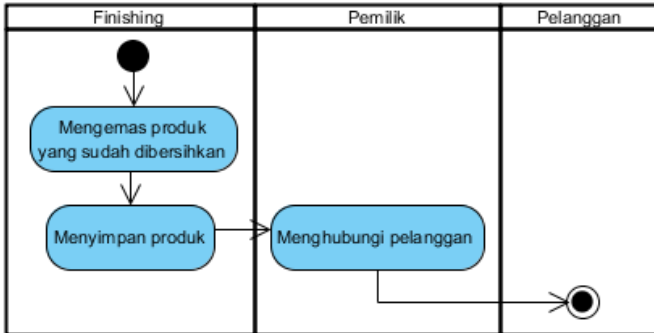 Finishing
Pemilik
Pelanggan
Mengemas produk
yang sudah dibersihkan
Menyimpan produk
Menghubungi pelanggan